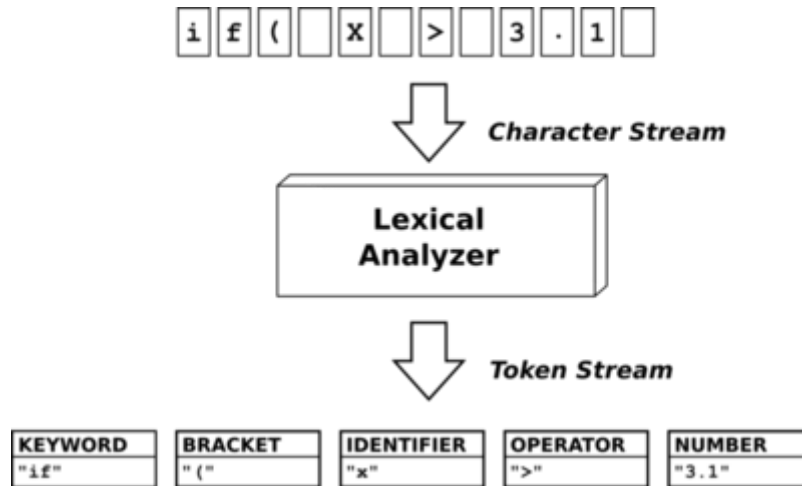 i f ( X > 3 . 1
Character Stream
Lexical
Analyzer
Token Stream
KEYWORD BRACKET IDENTIFIER OPERATOR NUMBER
"if" "(" "x" ">" "3.1"